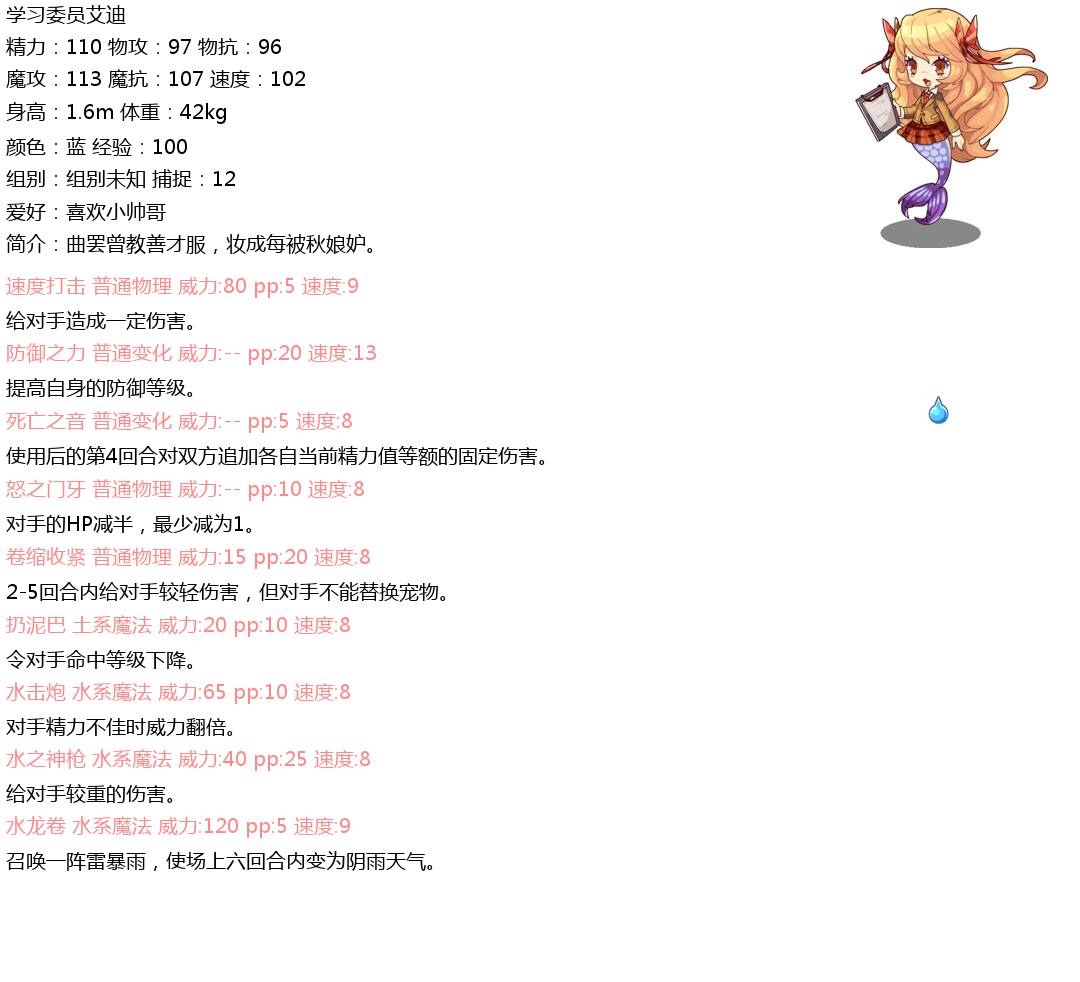 学习委员艾迪
精力：110 物攻：97 物抗：96
魔攻：113 魔抗：107 速度：102
身高：1.6m 体重：42kg
颜色：蓝 经验：100
组别：组别未知 捕捉：12
爱好：喜欢小帅哥
简介：曲罢曾教善才服，妆成每被秋娘妒。
速度打击 普通物理 威力:80 pp:5 速度:9
给对手造成一定伤害。
防御之力 普通变化 威力:-- pp:20 速度:13
提高自身的防御等级。
死亡之音 普通变化 威力:-- pp:5 速度:8
使用后的第4回合对双方追加各自当前精力值等额的固定伤害。
怒之门牙 普通物理 威力:-- pp:10 速度:8
对手的HP减半，最少减为1。
卷缩收紧 普通物理 威力:15 pp:20 速度:8
2-5回合内给对手较轻伤害，但对手不能替换宠物。
扔泥巴 土系魔法 威力:20 pp:10 速度:8
令对手命中等级下降。
水击炮 水系魔法 威力:65 pp:10 速度:8
对手精力不佳时威力翻倍。
水之神枪 水系魔法 威力:40 pp:25 速度:8
给对手较重的伤害。
水龙卷 水系魔法 威力:120 pp:5 速度:9
召唤一阵雷暴雨，使场上六回合内变为阴雨天气。